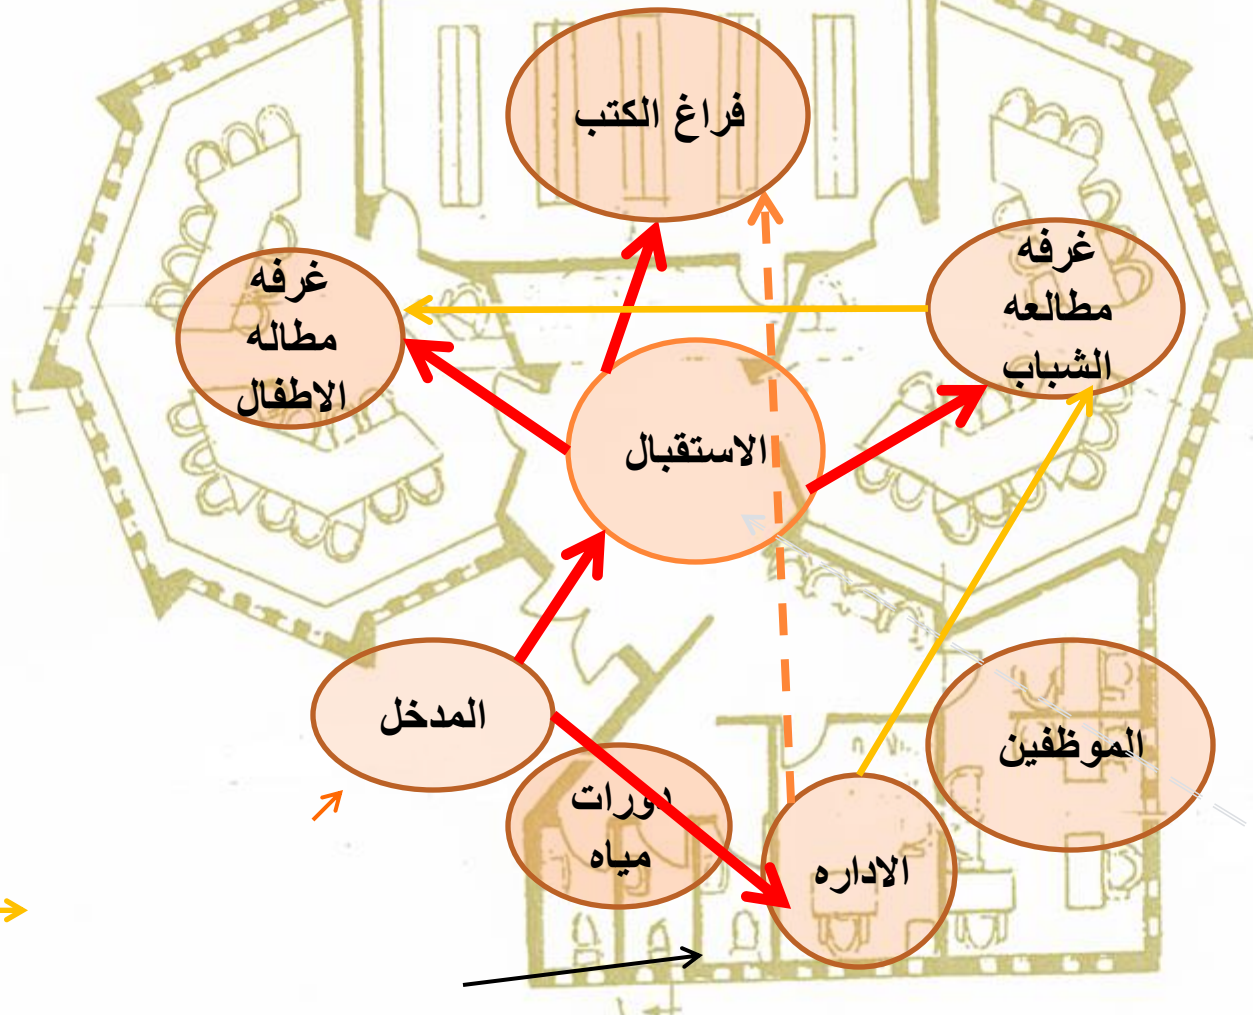 فراغ الكتب
غرفه
مطالعه
الشباب
غرفه
مطاله
الاطفال
الاستقبال
المدخل
الموظفين
دورات
مياه
الاداره